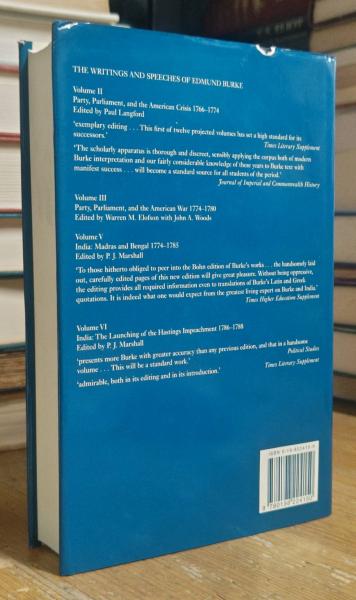 THE WRITINGS AND SPEECHES OF EDMUND BURKE
Volume II
Party, Parliament, and the American Crisis 1766–1774
Edited by Paul Langford
‘exemplary editing . . . This first of twelve projected volumes has set a high standard for its
successors.’
Times Literary Supplement
‘The scholarly apparatus is thorough and discreet, sensibly applying the corpus both of modern
Burke interpretation and our fairly considerable knowledge of those years to Burke text with
manifest success . . . will become a standard source for all students of the period.’
Journal of Imperial and Commonwealth History
Volume III
Party, Parliament, and the American War 1774–1780
Edited by Warren M. Elofson with John A. Woods
Volume V
India: Madras and Bengal 1774–1785
Edited by P. J. Marshall
‘To those hitherto obliged to peer into the Bohn edition of Burke's works . . . the handsomely laid
out, carefully edited pages of this new edition will give great pleasure. Without being oppressive,
the editing provides all required information even to translations of Burke's Latin and Greek
quotations. It is indeed what one would expect from the greatest living expert on Burke and India.’
Times Higher Education Supplement
Volume VI
India: The Launching of the Hastings Impeachment 1786–1788
Edited by P. J. Marshall
‘presents more Burke with greater accuracy than any previous edition, and that in a handsome
volume . . . This will be a standard work.’
Political Studies
‘admirable, both in its editing and in its introduction.’
Times Literary Supplement